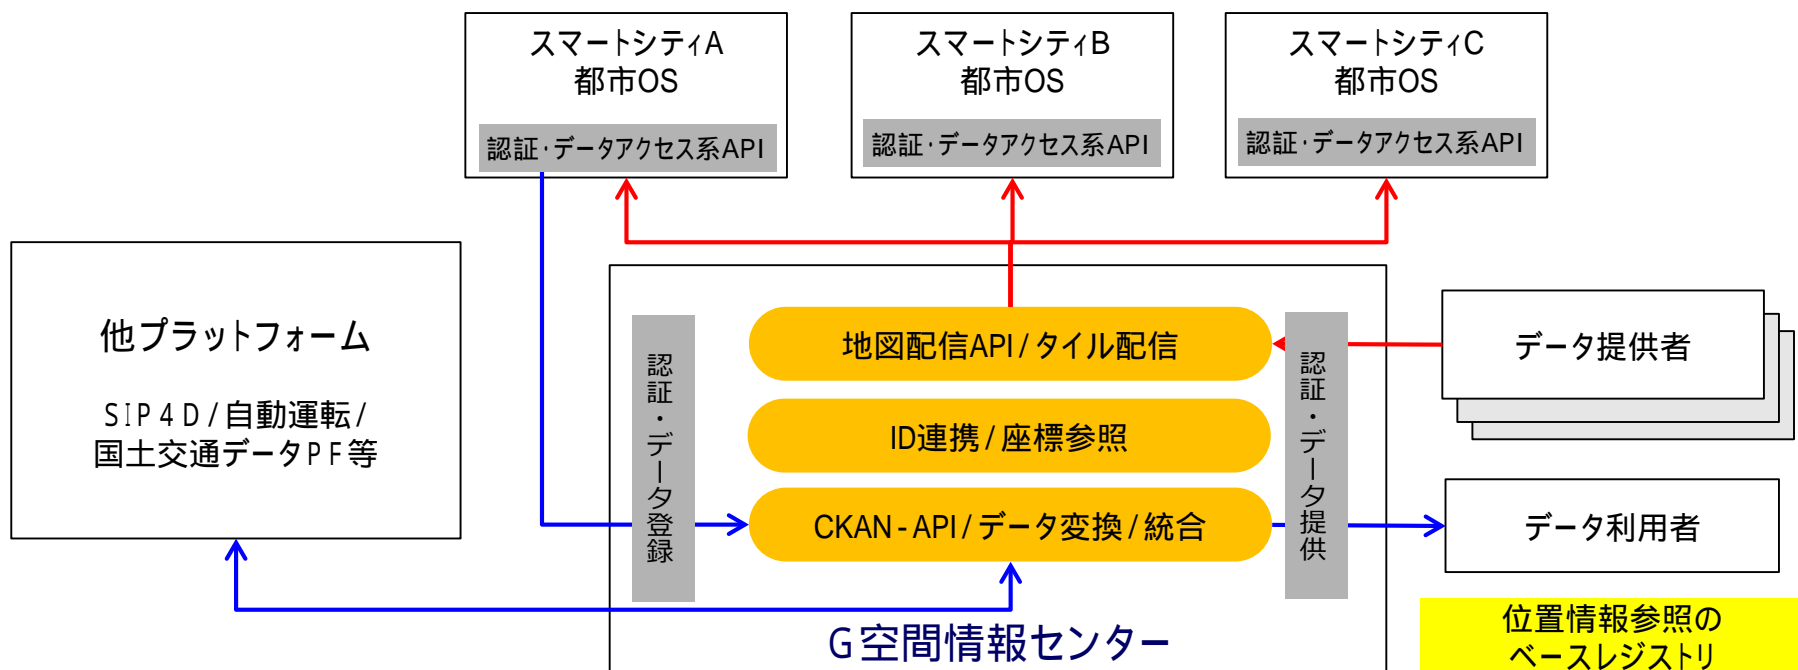 スマートシティA
都市OS
認証・データアクセス系API
スマートシティB
都市OS
認証・データアクセス系API
スマートシティC
都市OS
認証・データアクセス系API
他プラットフォーム
SIP4D/自動運転/
国土交通データPF等
認証・データ登録
地図配信API/タイル配信
ID連携/座標参照
CKAN-API/データ変換/統合
認証・データ提供
G空間情報センター
データ提供者
データ利用者
位置情報参照の
ベースレジストリ